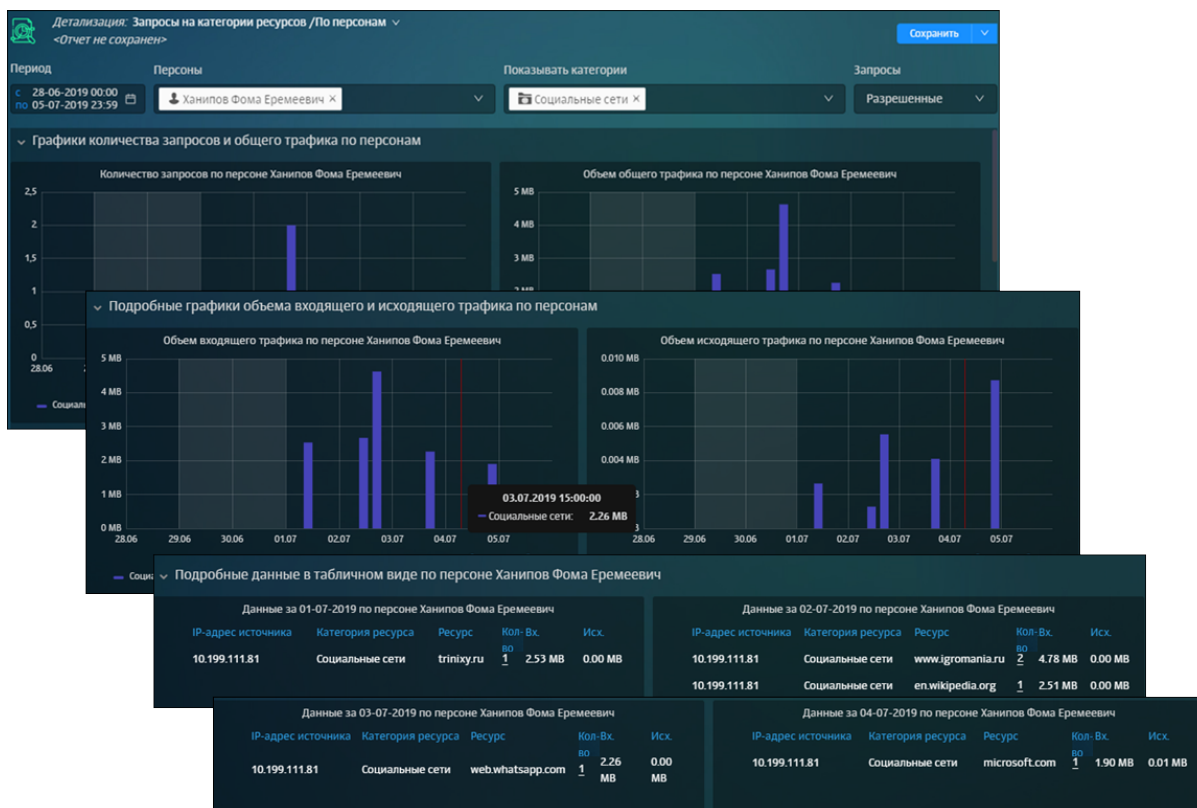 Детализация: Запросы на категории ресурсов /По персонам
<Отчет не сохранен>
Сохранить
Период
Персоны
Показывать категории
Запросы
с 28-06-2019 00:00
по 05-07-2019 23:59
Ханипов Фома Еремеевич ×
Социальные сети ×
Разрешенные
Графики количества запросов и общего трафика по персонам
Количество запросов по персоне Ханипов Фома Еремеевич
2,5
2
1,5
1
0,5
0
28.06
Объем общего трафика по персоне Ханипов Фома Еремеевич
5 MB
4 MB
3 MB
Подробные графики объема входящего и исходящего трафика по персонам
Объем входящего трафика по персоне Ханипов Фома Еремеевич
5 MB
4 MB
3 MB
2 MB
1 MB
0 MB
28.06 29.06 30.06 01.07 02.07 03.07 04.07 05.07
03.07.2019 15:00:00
Социальные сети: 2.26 MB
Объем исходящего трафика по персоне Ханипов Фома Еремеевич
0.010 MB
0.008 MB
0.006 MB
0.004 MB
28.06 29.06 30.06 01.07 02.07 03.07 04.07 05.07
Подробные данные в табличном виде по персоне Ханипов Фома Еремеевич
Данные за 01-07-2019 по персоне Ханипов Фома Еремеевич
IP-адрес источника Категория ресурса Ресурс Кол-во Вх. Исх.
10.199.111.81 Социальные сети trinixy.ru 1 2.53 MB 0.00 MB
Данные за 02-07-2019 по персоне Ханипов Фома Еремеевич
IP-адрес источника Категория ресурса Ресурс Кол-во Вх. Исх.
10.199.111.81 Социальные сети www.igromania.ru 2 4.78 MB 0.00 MB
10.199.111.81 Социальные сети en.wikipedia.org 1 2.51 MB 0.00 MB
Данные за 03-07-2019 по персоне Ханипов Фома Еремеевич
IP-адрес источника Категория ресурса Ресурс Кол-во Вх. Исх.
10.199.111.81 Социальные сети web.whatsapp.com 1 2.26 MB 0.00 MB
Данные за 04-07-2019 по персоне Ханипов Фома Еремеевич
IP-адрес источника Категория ресурса Ресурс Кол-во Вх. Исх.
10.199.111.81 Социальные сети microsoft.com 1 1.90 MB 0.01 MB